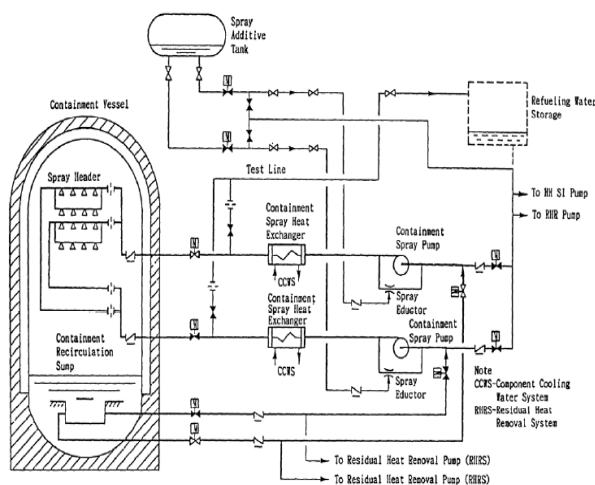 Spray
Additive
Tank
Containment Vessel
Refueling Water
Storage
Spray Header
Test Line
To HH SI Pump
To RHR Pump
Containment
Spray Heat
Exchanger
Containment
Spray Pump
CCWS
Containment
Spray Heat
Exchanger
Spray
Eductor
Containment
Spray Pump
Containment
Recirculation
Sump
CCWS
Spray
Eductor
Note
CCWS-Component Cooling
Water System
RHRS-Residual Heat
Removal System
To Residual Heat Removal Pump (RHRS)
To Residual Heat Removal Pump (RHRS)